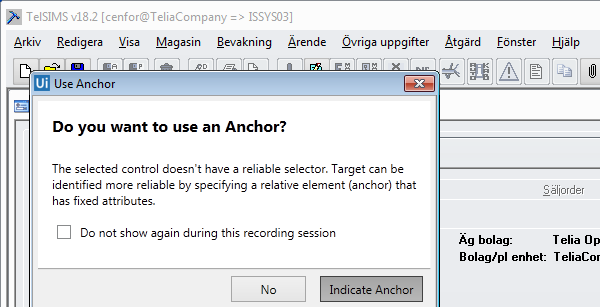 TelSIMS v18.2 [cenfor@TeliaCompany => ISSYS03]
Arkiv Redigera Visa Magasin Bevakning Ärende Övriga uppgifter Åtgärd Fönster Hjälp
Ui Use Anchor
Do you want to use an Anchor?
The selected control doesn't have a reliable selector. Target can be
identified more reliable by specifying a relative element (anchor) that
has fixed attributes.
Do not show again during this recording session
No Indicate Anchor
Säljorder
Äg bolag: Telia Op
Bolag/pl enhet: TeliaCom